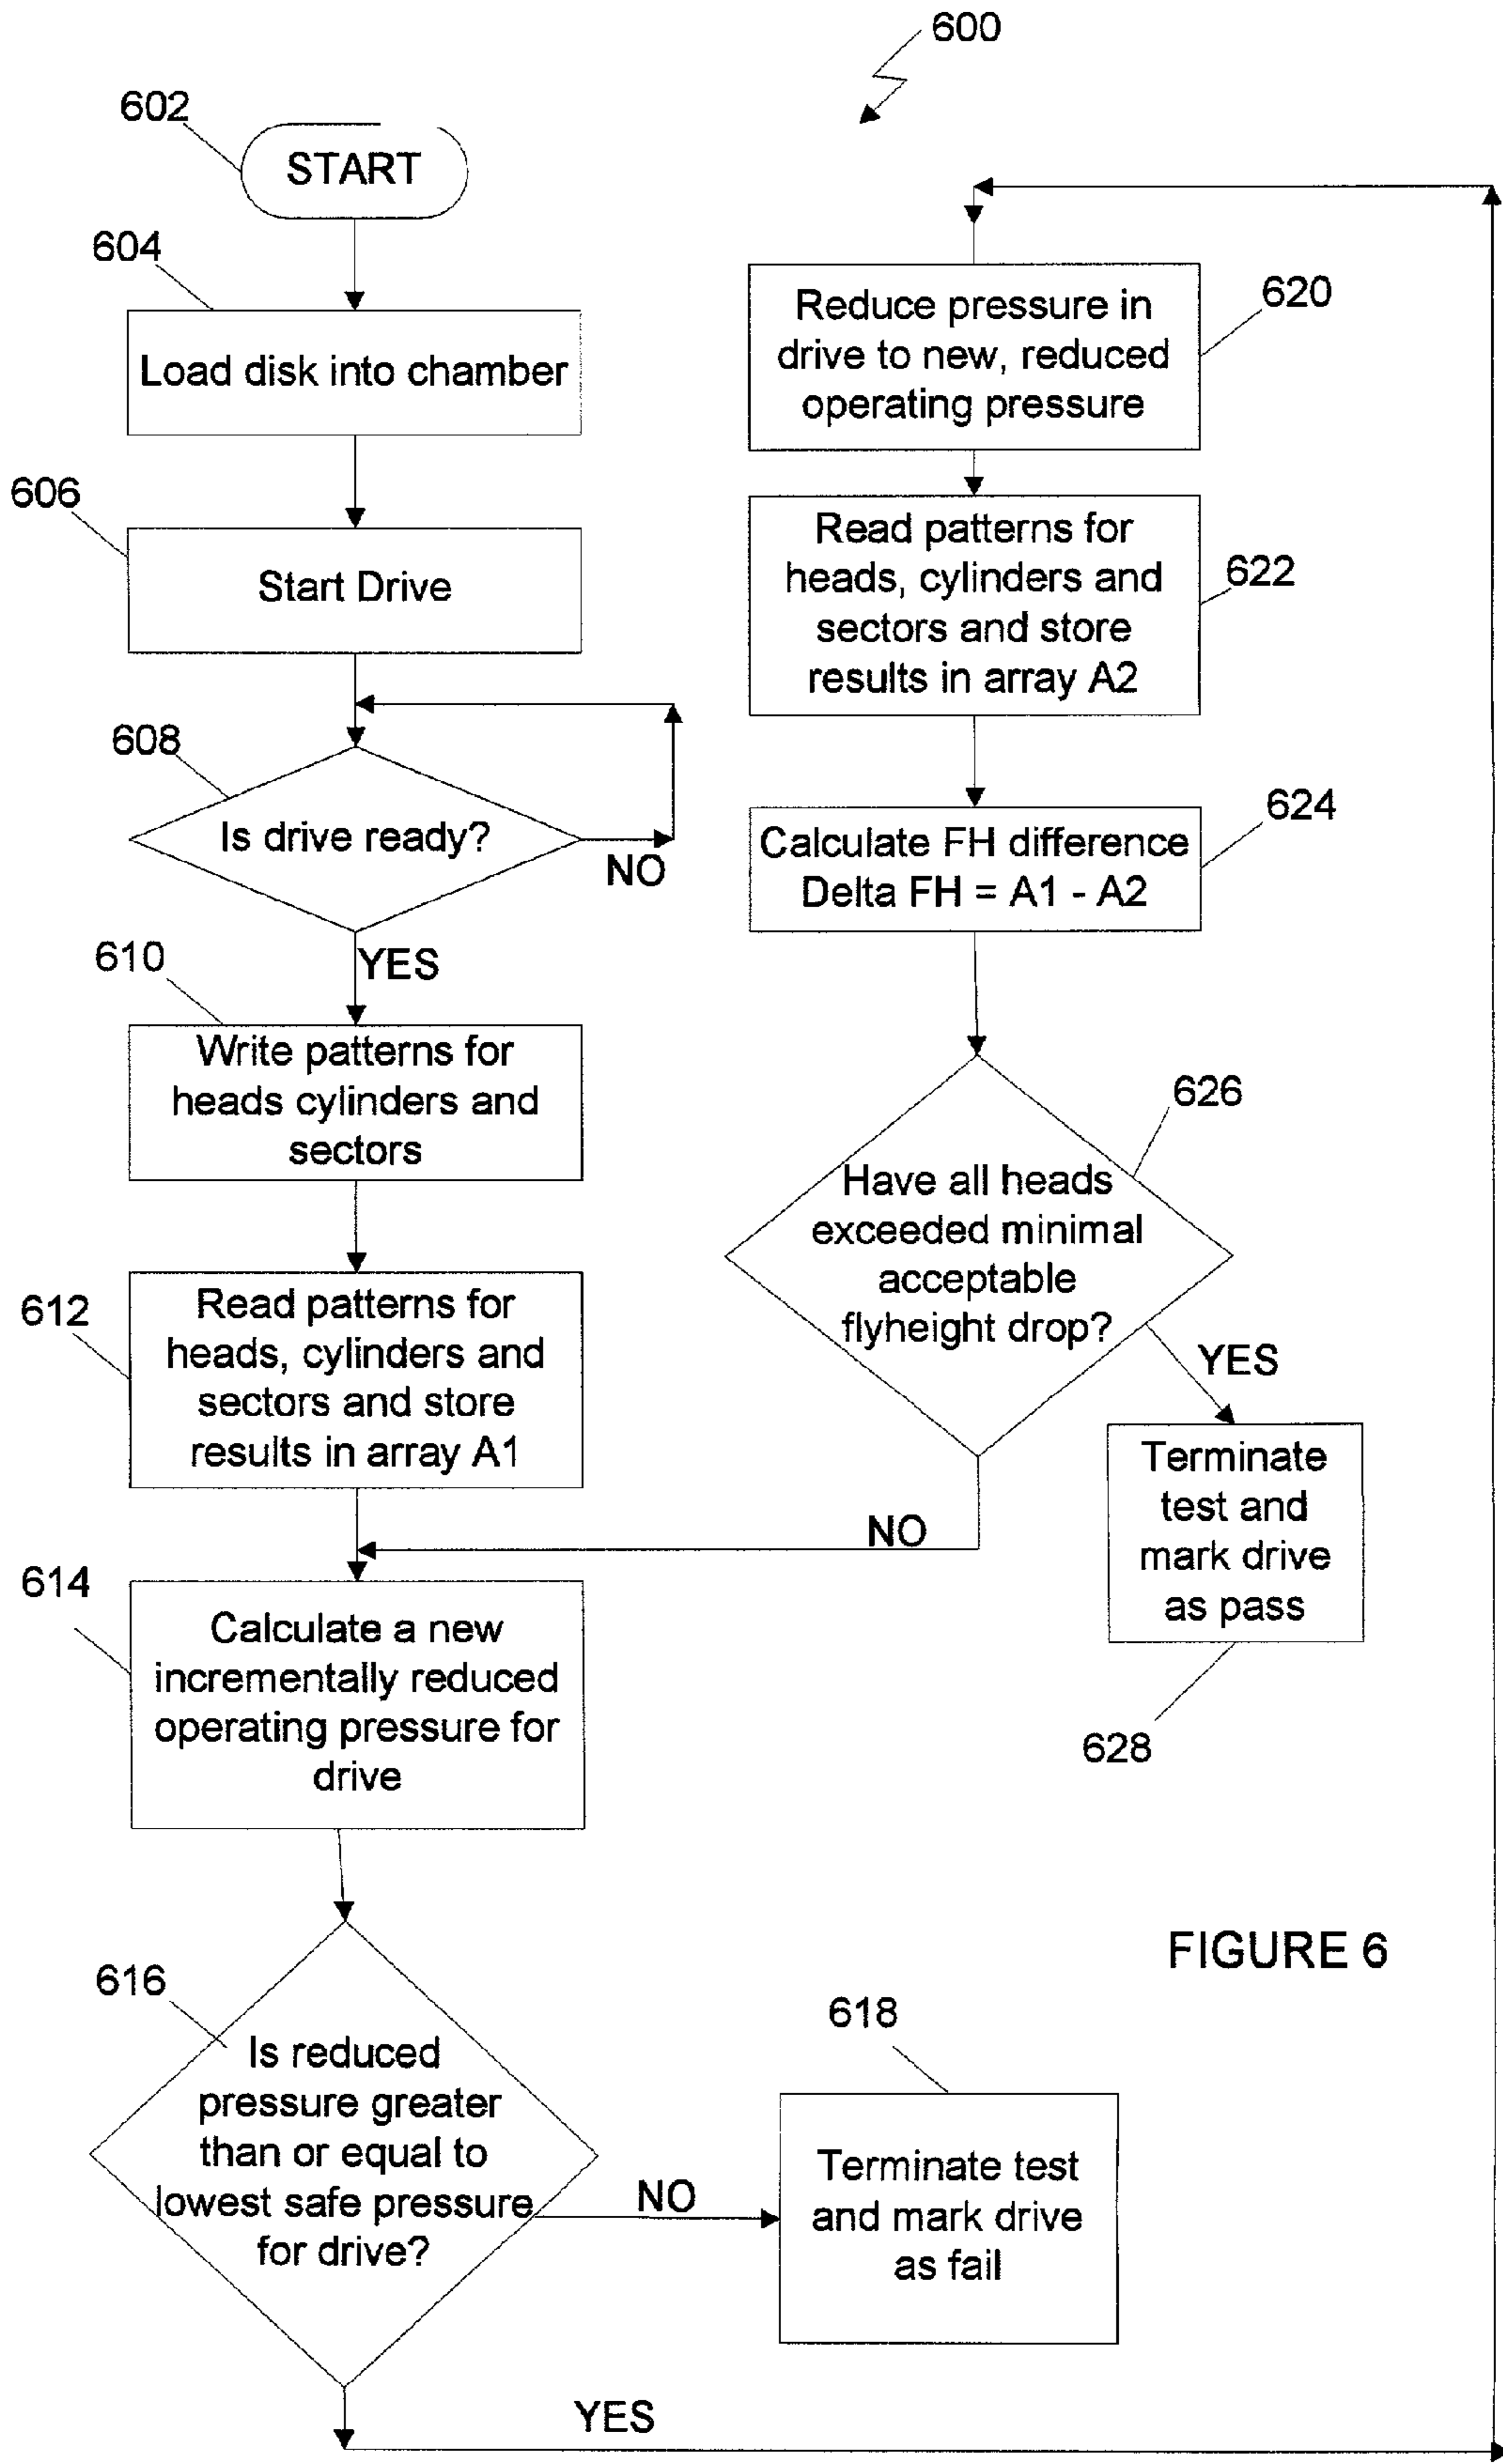 600
602
START
604
Load disk into chamber
606
Start Drive
608
Is drive ready?
NO
YES
610
Write patterns for
heads cylinders and
sectors
612
Read patterns for
heads, cylinders and
sectors and store
results in array A1
614
Calculate a new
incrementally reduced
operating pressure for
drive
616
Is reduced
pressure greater
than or equal to
lowest safe pressure
for drive?
NO
YES
618
Terminate test
and mark drive
as fail
620
Reduce pressure in
drive to new, reduced
operating pressure
622
Read patterns for
heads, cylinders and
sectors and store
results in array A2
624
Calculate FH difference
Delta FH = A1 - A2
626
Have all heads
exceeded minimal
acceptable
flyheight drop?
YES
NO
Terminate
test and
mark drive
as pass
628
FIGURE 6